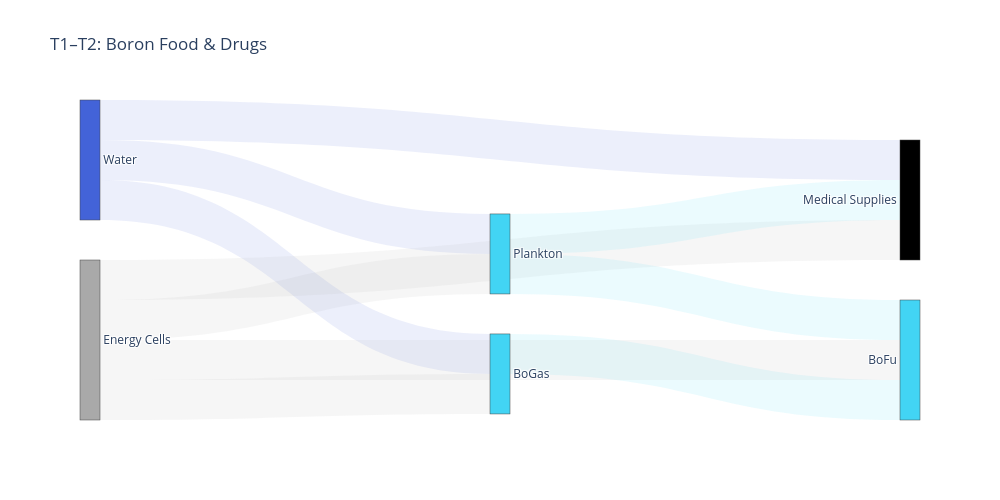 T1–T2: Boron Food & Drugs
Water
Medical Supplies
Plankton
Energy Cells
BoGas
BoFu